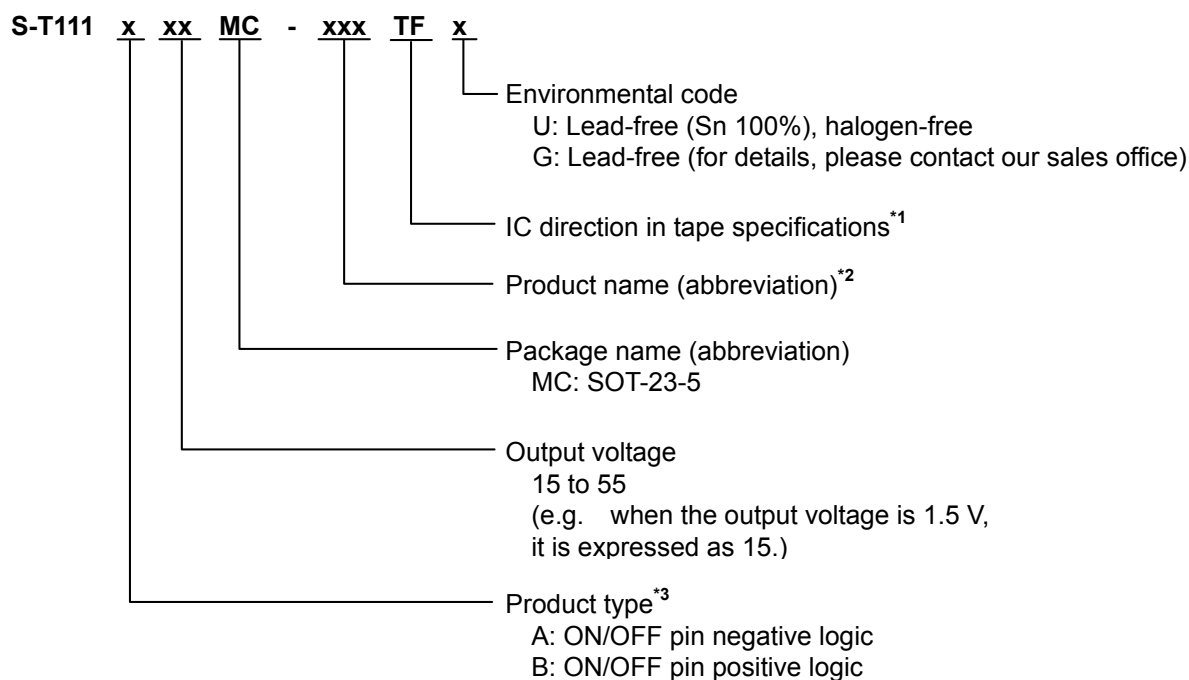 S-T111 x xx MC - xxx TF x
Environmental code
U: Lead-free (Sn 100%), halogen-free
G: Lead-free (for details, please contact our sales office)
IC direction in tape specifications*1
Product name (abbreviation)*2
Package name (abbreviation)
MC: SOT-23-5
Output voltage
15 to 55
(e.g. when the output voltage is 1.5 V,
it is expressed as 15.)
Product type*3
A: ON/OFF pin negative logic
B: ON/OFF pin positive logic